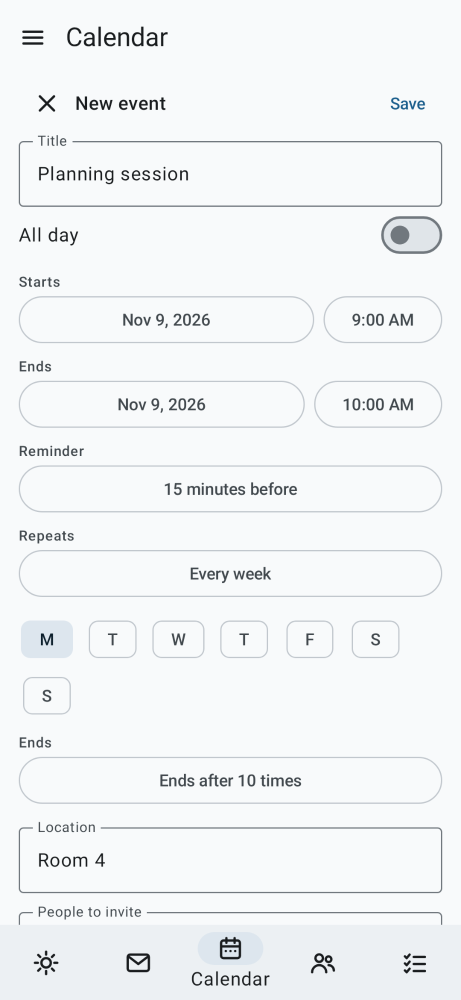 Calendar
New event
Save
Title
Planning session
All day
Starts
Nov 9, 2026
9:00 AM
Ends
Nov 9, 2026
10:00 AM
Reminder
15 minutes before
Repeats
Every week
M
T
W
T
F
S
S
Ends
Ends after 10 times
Location
Room 4
People to invite
Calendar